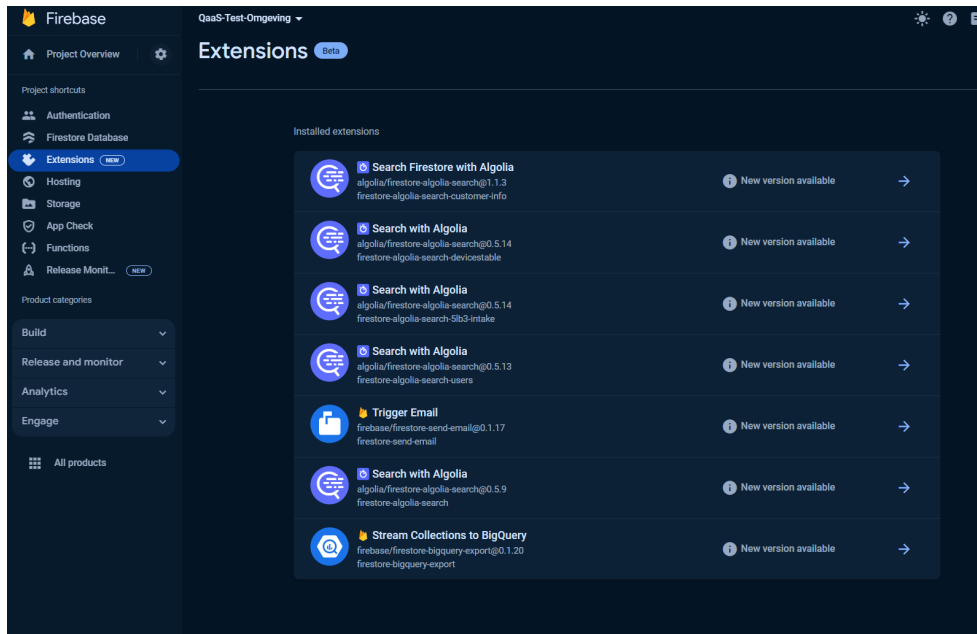 Firebase
QaaS-Test-Omgeving
Project Overview
Extensions Beta
Project shortcuts
Authentication
Firestore Database
Extensions NEW
Hosting
Storage
App Check
Functions
Release Monit... NEW
Product categories
Build
Release and monitor
Analytics
Engage
All products
Installed extensions
Search Firestore with Algolia
algolia/firestore-algolia-search@1.1.3
firestore-algolia-search-customer-info
New version available
Search with Algolia
algolia/firestore-algolia-search@0.5.14
firestore-algolia-search-devicestable
New version available
Search with Algolia
algolia/firestore-algolia-search@0.5.14
firestore-algolia-search-5lb3-intake
New version available
Search with Algolia
algolia/firestore-algolia-search@0.5.13
firestore-algolia-search-users
New version available
Trigger Email
firebase/firestore-send-email@0.1.17
firestore-send-email
New version available
Search with Algolia
algolia/firestore-algolia-search@0.5.9
firestore-algolia-search
New version available
Stream Collections to BigQuery
firebase/firestore-bigquery-export@0.1.20
firestore-bigquery-export
New version available